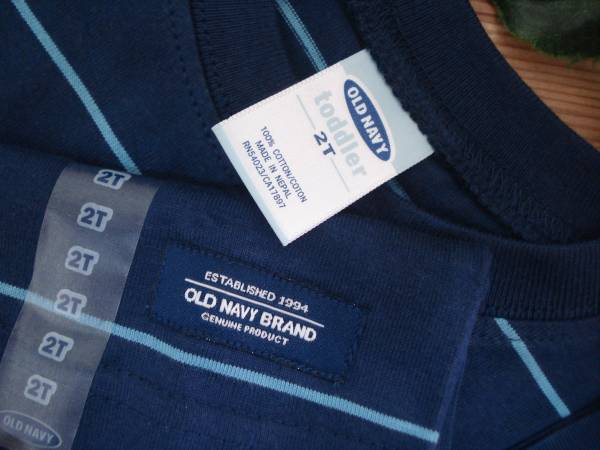 OLD NAVY
toddler
2T
100% COTTON/COTON
MADE IN NEPAL
RN54023/CA17897
2T
2T
2T
2T
2T
2T
OLD NAVY
ESTABLISHED 1994
OLD NAVY BRAND
GENUINE PRODUCT